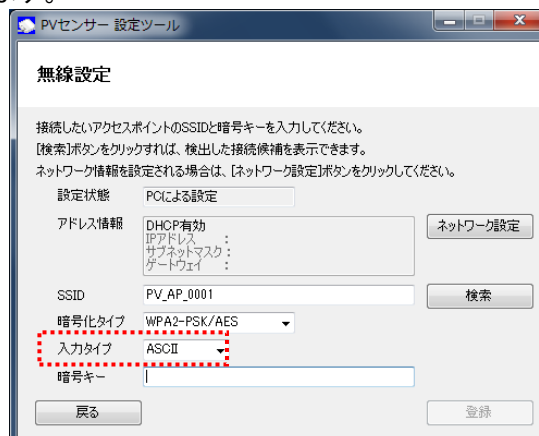 す。
PVセンサー 設定ツール
無線設定
接続したいアクセスポイントのSSIDと暗号キーを入力してください。
[検索]ボタンをクリックすれば、検出した接続候補を表示できます。
ネットワーク情報を設定される場合は、[ネットワーク設定]ボタンをクリックしてください。
設定状態 PCによる設定
アドレス情報 DHCP有効 ネットワーク設定
IPアドレス :
サブネットマスク :
ゲートウェイ :
SSID PV_AP_0001 検索
暗号化タイプ WPA2-PSK/AES
入力タイプ ASCII
暗号キー
戻る 登録